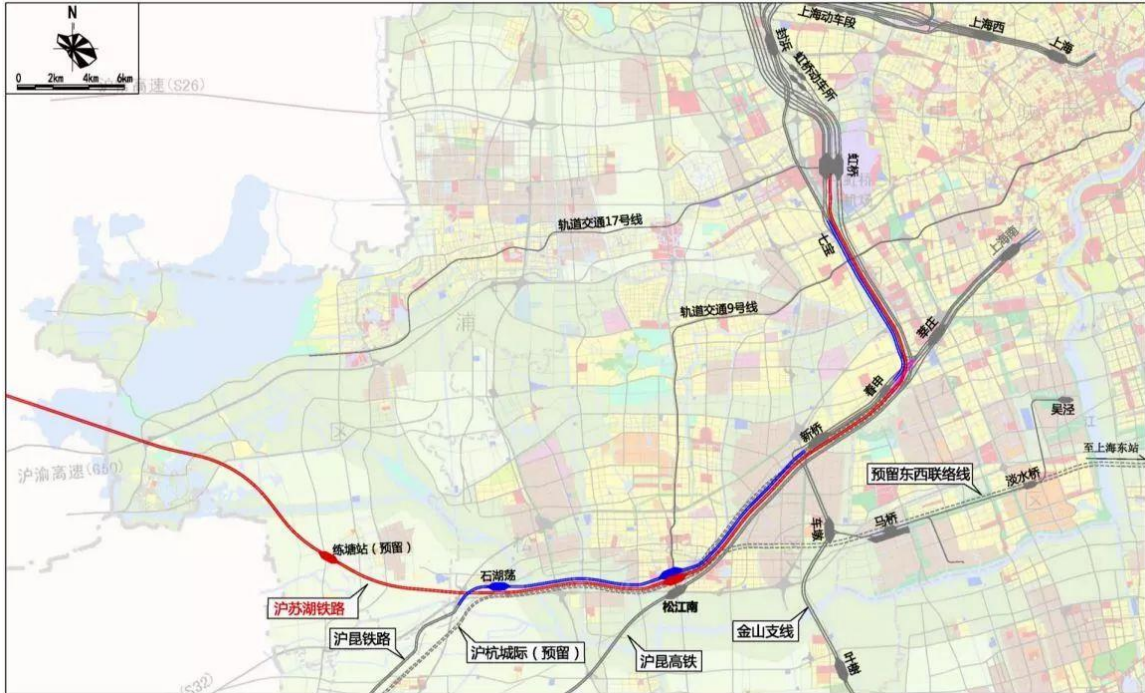 N
0 2km 4km 6km
高速(S26)
上海动车段
上海西
上海
封浜
虹桥动车所
虹桥
轨道交通17号线
七宝
上海南
轨道交通9号线
浦
莘庄
春申
吴泾
新桥
江
至上海东站
沪渝高速(G50)
区
预留东西联络线
淡水桥
马桥
车墩
练塘站（预留）
石湖荡
沪苏湖铁路
松江南
沪昆铁路
沪杭城际（预留）
沪昆高铁
金山支线
叶榭
(S32)